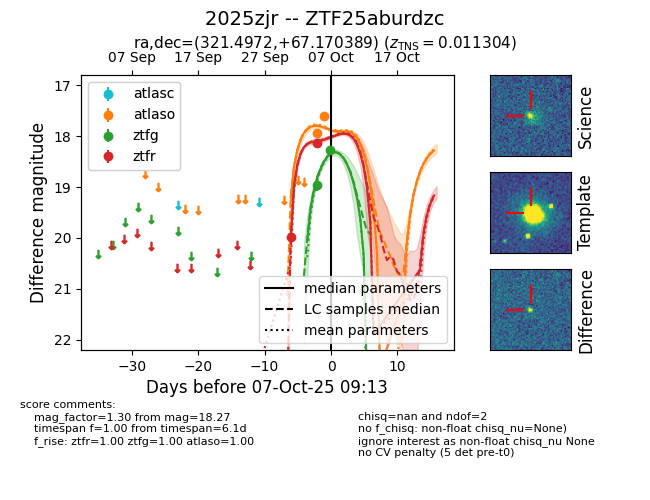 2025zjr -- ZTF25aburdzc
ra,dec=(321.4972,+67.170389) (z_TNS = 0.011304)
07 Sep 17 Sep 27 Sep 07 Oct 17 Oct
17
18
19
20
21
22
Difference magnitude
atlasc
atlaso
ztfg
ztfr
median parameters
LC samples median
mean parameters
−30 −20 −10 0 10
Days before 07-Oct-25 09:13
Science
Template
Difference
score comments:
mag_factor=1.30 from mag=18.27
timespan f=1.00 from timespan=6.1d
f_rise: ztfr=1.00 ztfg=1.00 atlaso=1.00
chisq=nan and ndof=2
no f_chisq: non-float chisq_nu=None)
ignore interest as non-float chisq_nu None
no CV penalty (5 det pre-t0)